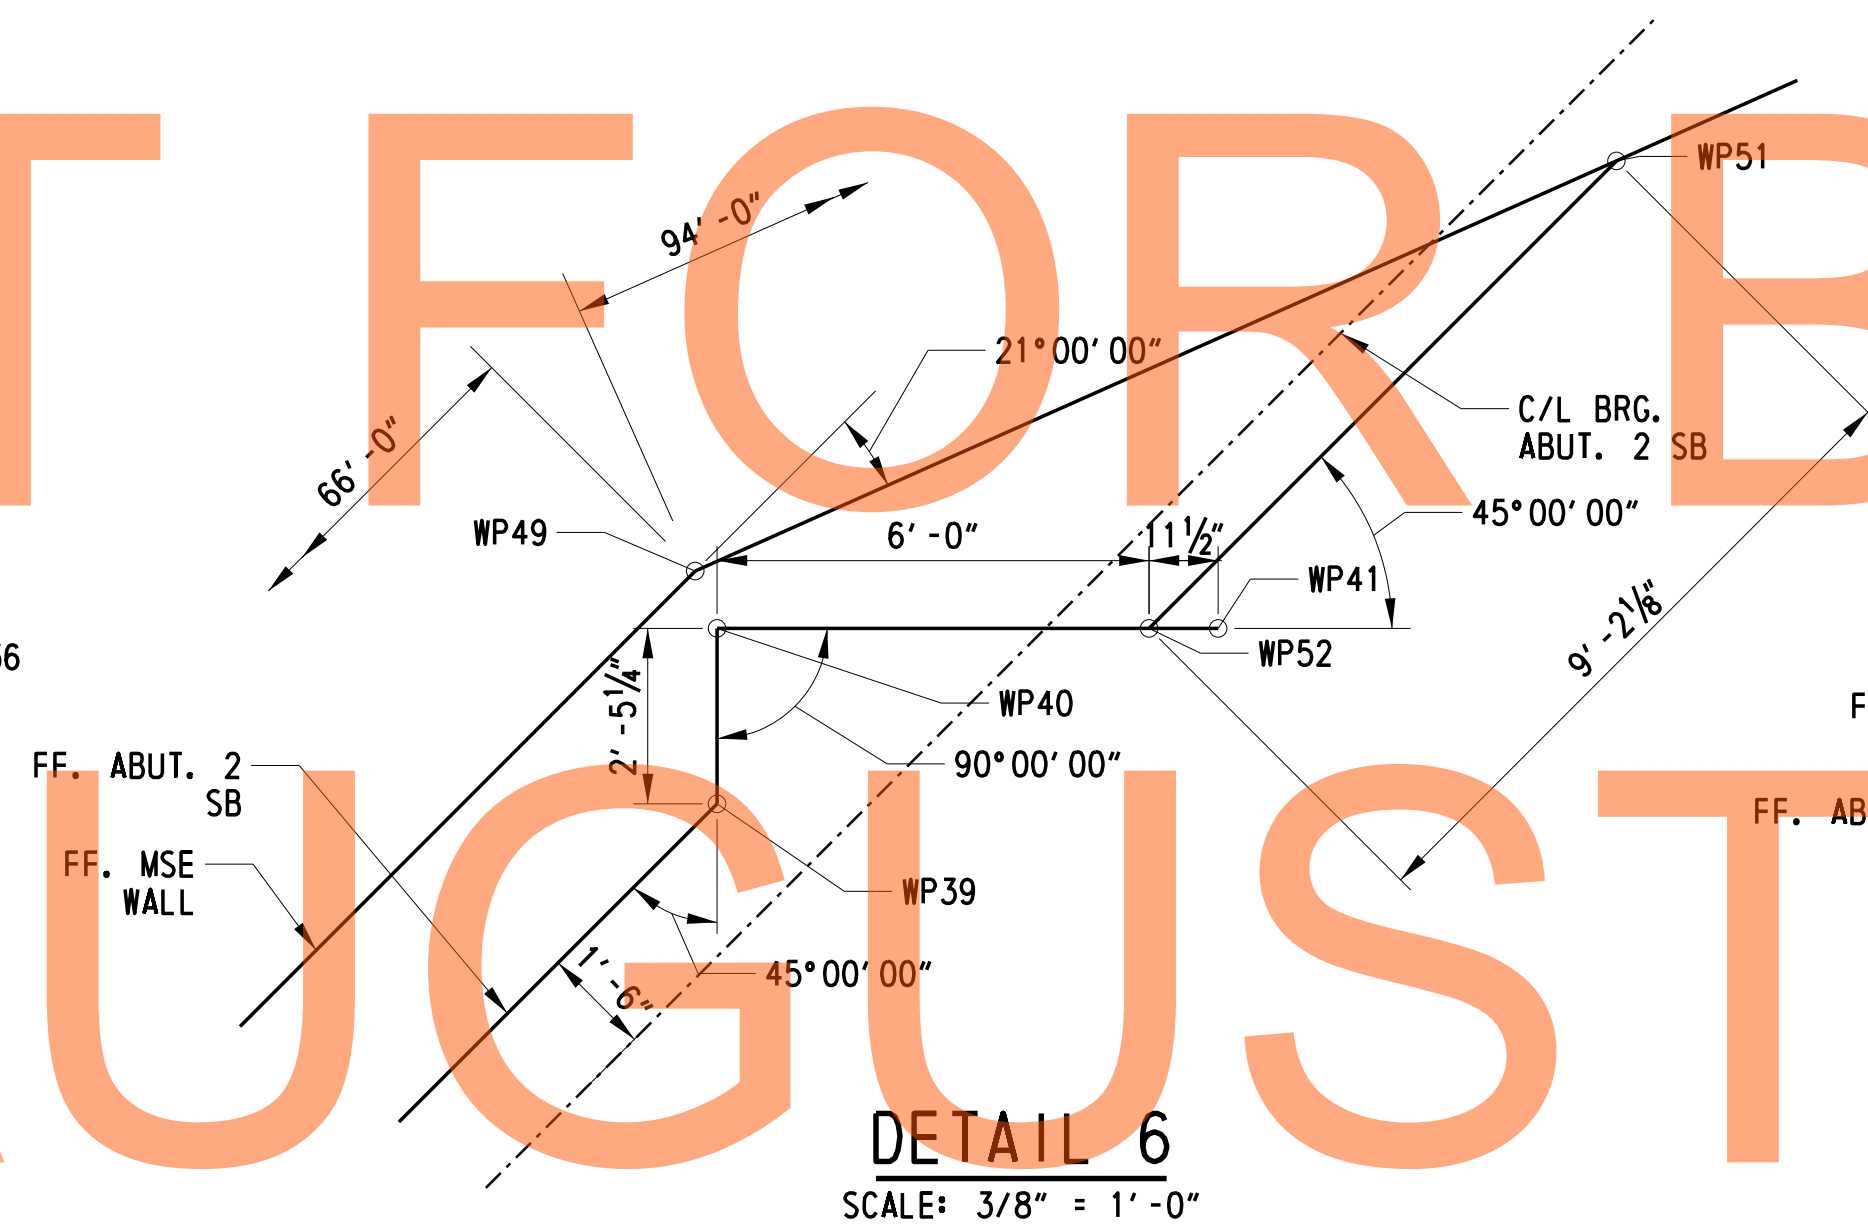 T FOR B
WP51
94'-0"
21°00'00"
66'-0"
C/L BRG.
ABUT. 2 SB
WP49
6'-0"
11½"
45°00'00"
WP41
WP52
9'-2⅛"
56
2'-5¼"
WP40
F
FF. ABUT. 2
SB
90°00'00"
FF. AB
FF. MSE
WALL
WP39
1'-6"
45°00'00"
AUGUST
DETAIL 6
SCALE: 3/8" = 1'-0"